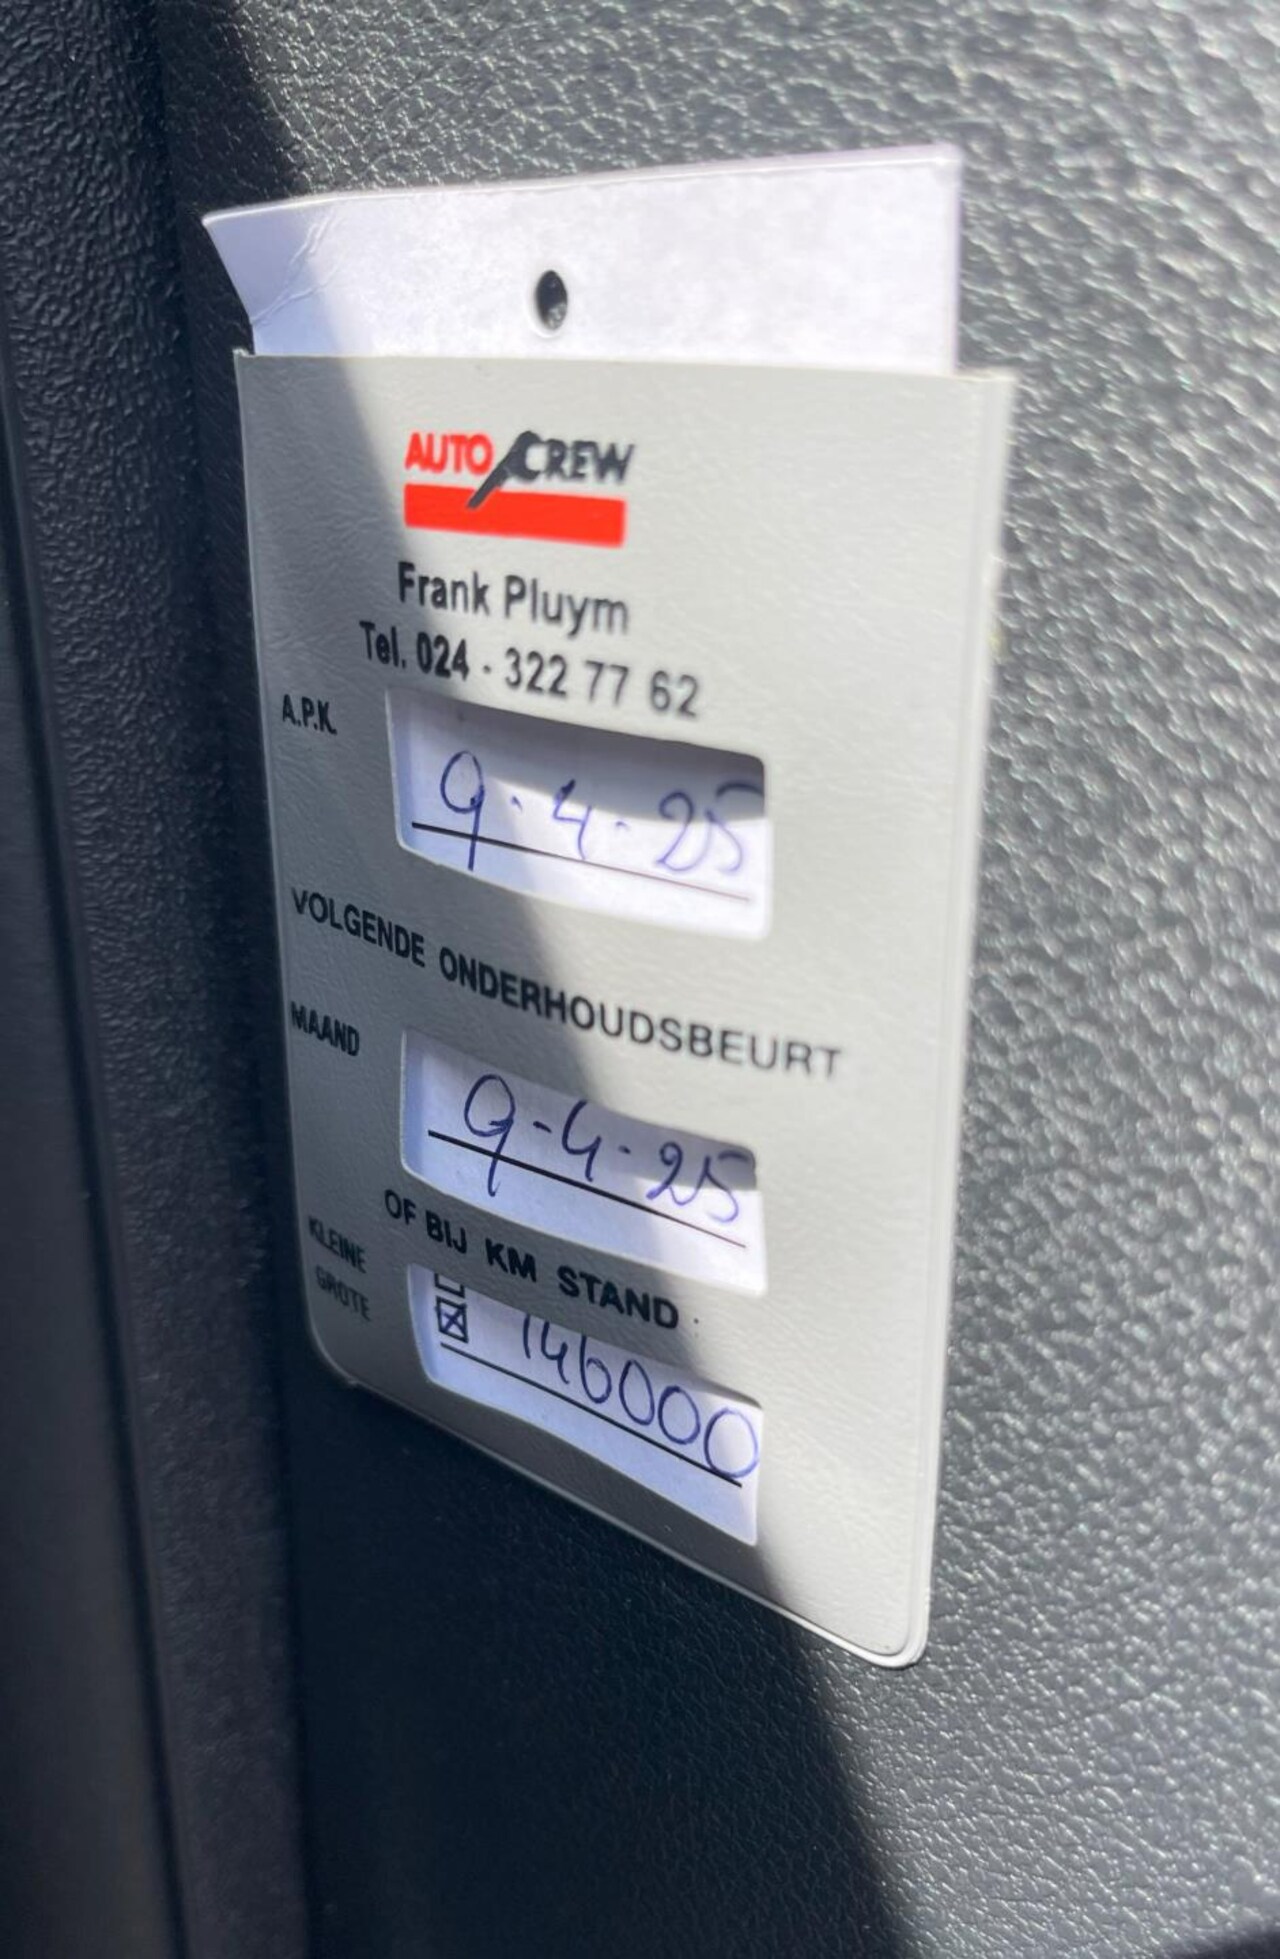 AUTO CREW
Frank Pluym
Tel. 024 - 322 77 62
A.P.K.
9-4-25
VOLGENDE ONDERHOUDSBEURT
MAAND
9-4-25
OF BIJ KM STAND
KLEINE
GROTE
146000